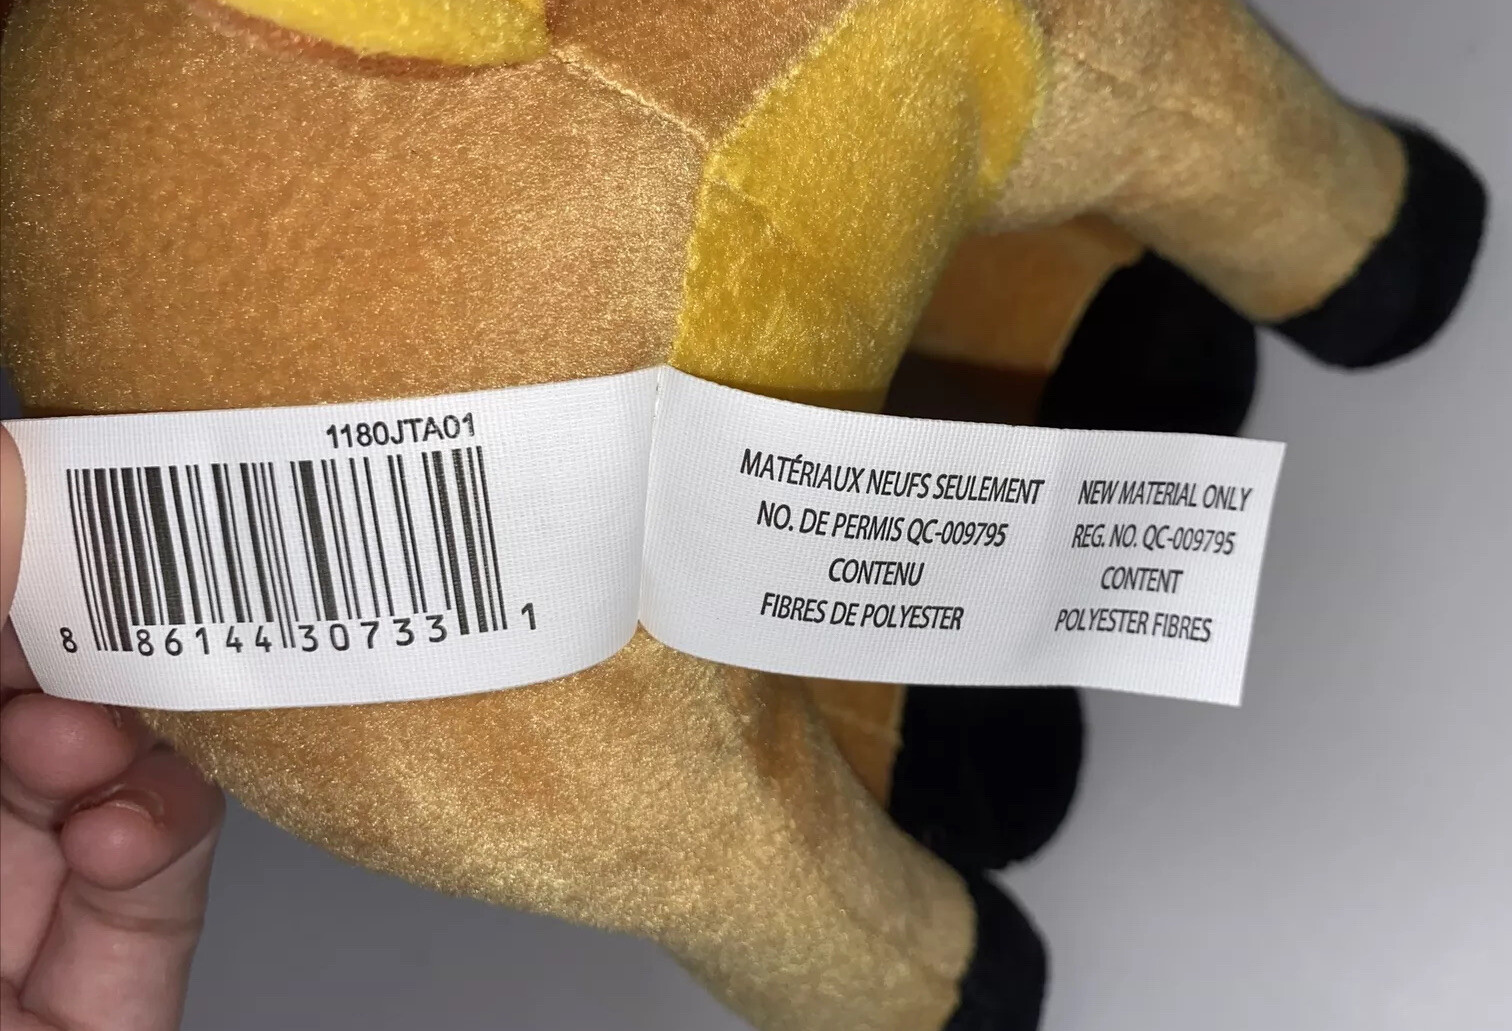 1180JTA01
8 86144 30733 1
MATÉRIAUX NEUFS SEULEMENT
NO. DE PERMIS QC-009795
CONTENU
FIBRES DE POLYESTER
NEW MATERIAL ONLY
REG. NO. QC-009795
CONTENT
POLYESTER FIBRES